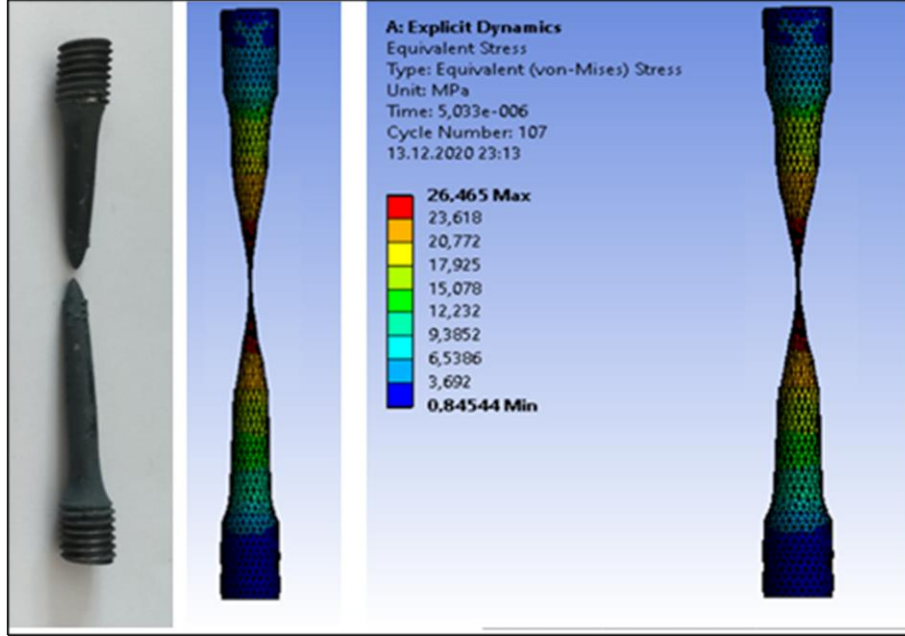 A: Explicit Dynamics
Equivalent Stress
Type: Equivalent (von-Mises) Stress
Unit: MPa
Time: 5,033e-006
Cycle Number: 107
13.12.2020 23:13
26,465 Max
23,618
20,772
17,925
15,078
12,232
9,3852
6,5386
3,692
0,84544 Min